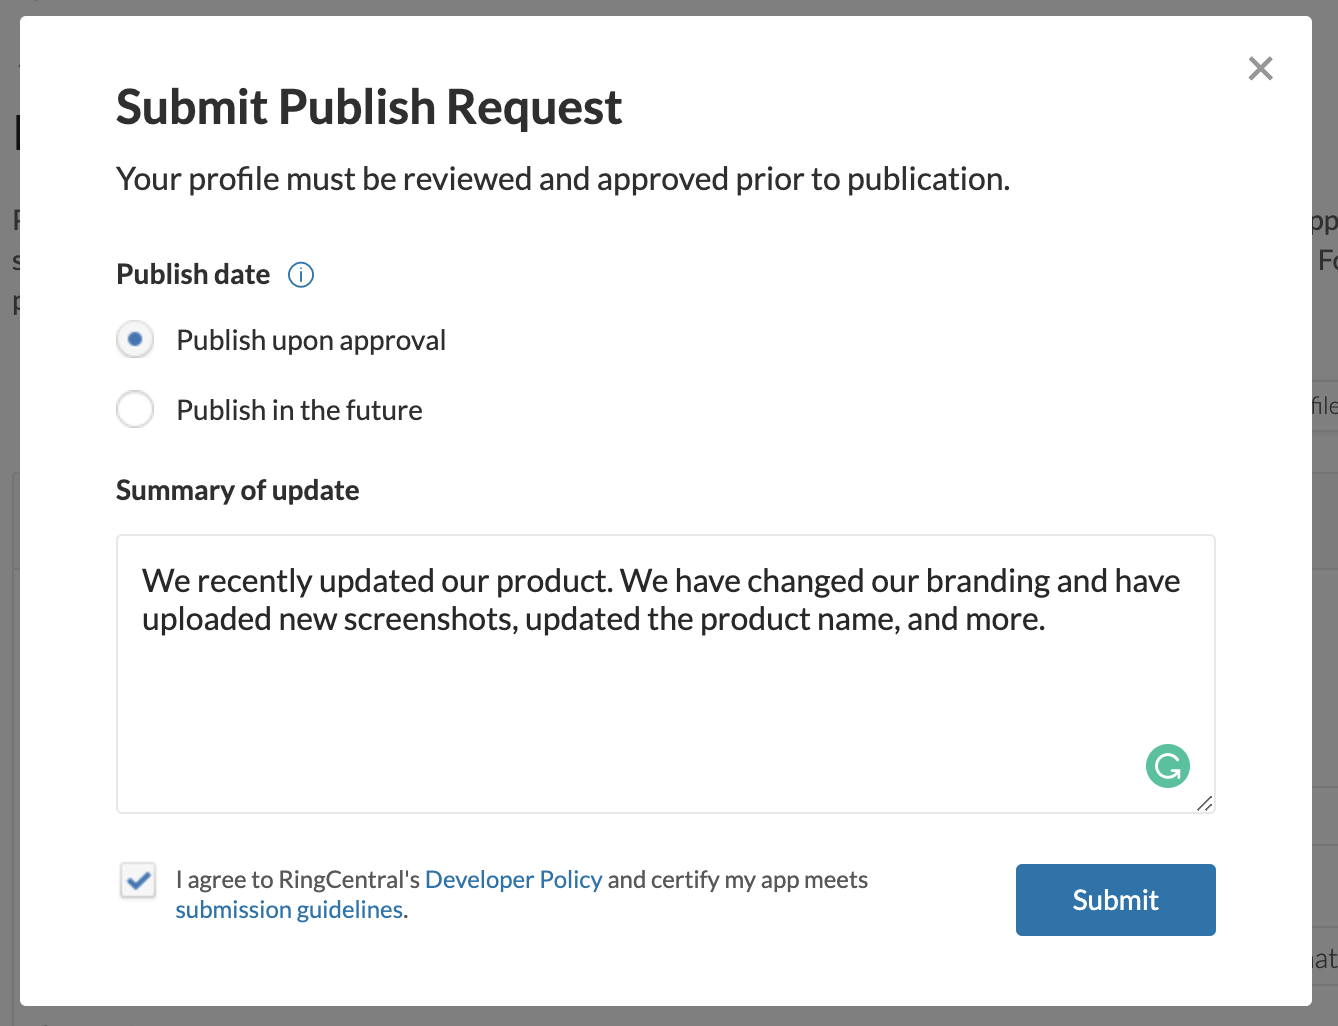 Submit Publish Request
Your profile must be reviewed and approved prior to publication.
Publish date
Publish upon approval
Publish in the future
Summary of update
We recently updated our product. We have changed our branding and have
uploaded new screenshots, updated the product name, and more.
I agree to RingCentral's Developer Policy and certify my app meets
submission guidelines.
Submit